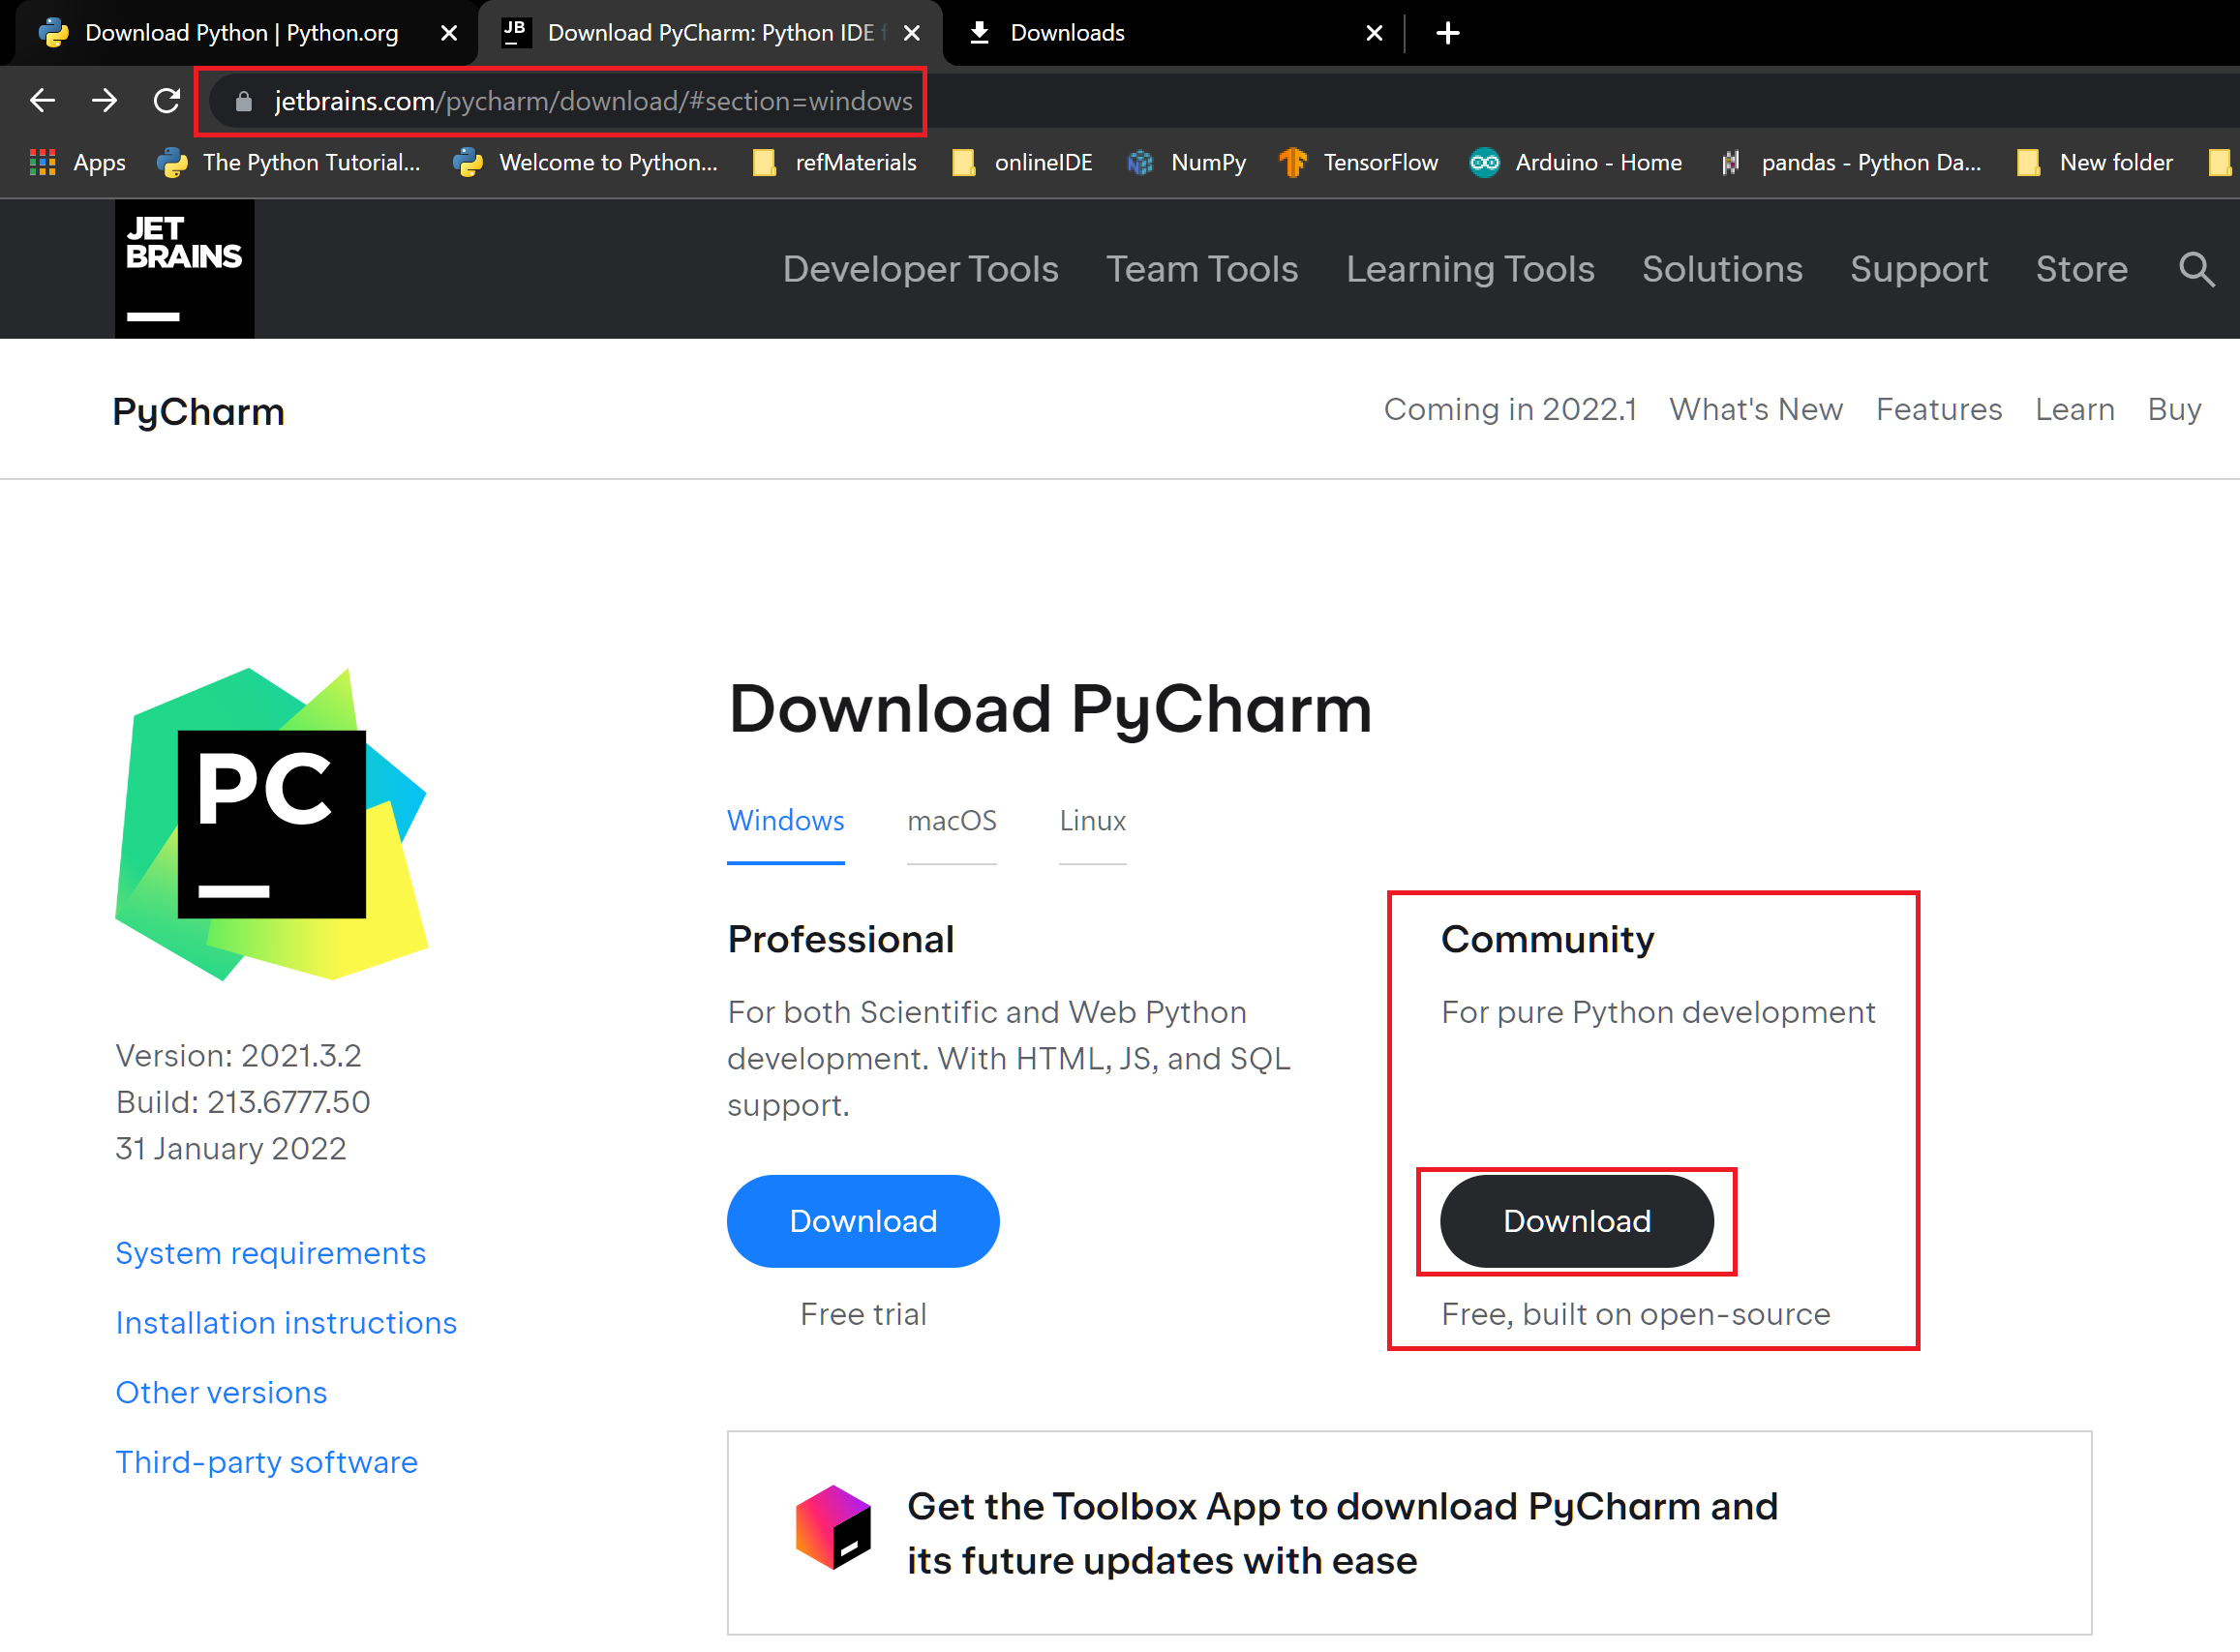 Download Python | Python.org
JB
Download PyCharm: Python IDE f
Downloads
jetbrains.com/pycharm/download/#section=windows
Apps
The Python Tutorial...
Welcome to Python...
refMaterials
onlineIDE
NumPy
TensorFlow
Arduino - Home
pandas - Python Da...
New folder
JET
BRAINS
Developer Tools
Team Tools
Learning Tools
Solutions
Support
Store
PyCharm
Coming in 2022.1
What's New
Features
Learn
Buy
PC
Version: 2021.3.2
Build: 213.6777.50
31 January 2022
System requirements
Installation instructions
Other versions
Third-party software
Download PyCharm
Windows
macOS
Linux
Professional
For both Scientific and Web Python
development. With HTML, JS, and SQL
support.
Download
Free trial
Community
For pure Python development
Download
Free, built on open-source
Get the Toolbox App to download PyCharm and
its future updates with ease